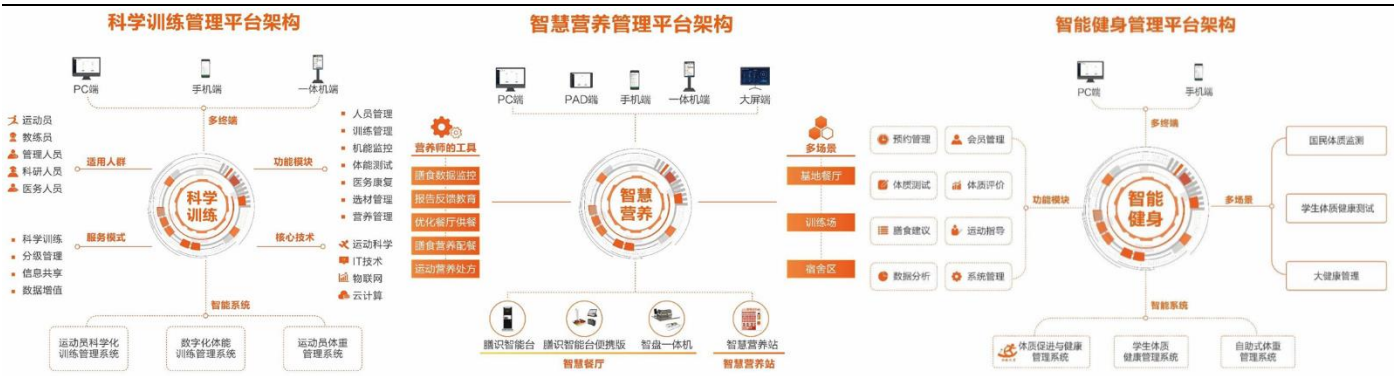 科学训练管理平台架构
PC端
手机端
一体机端
多终端
运动员
教练员
管理人员
科研人员
医务人员
适用人群
功能模块
人员管理
训练管理
机能监控
体能测试
医务康复
选材管理
营养管理
科学
训练
服务模式
核心技术
科学训练
分级管理
信息共享
数据增值
运动科学
IT技术
物联网
云计算
智能系统
运动员科学化
训练管理系统
数字化体能
训练管理系统
运动员体重
管理系统
智慧营养管理平台架构
PC端
PAD端
手机端
一体机端
大屏端
营养师的工具
膳食数据监控
报告反馈教育
优化餐厅供餐
膳食营养配餐
运动营养处方
智慧
营养
多场景
基地餐厅
训练场
宿舍区
膳识智能台
膳识智能台便携版
智盘一体机
智慧营养站
智慧餐厅
智慧营养站
智能健身管理平台架构
PC端
手机端
多终端
预约管理
会员管理
体质测试
体质评价
膳食建议
运动指导
数据分析
系统管理
功能模块
智能
健身
多场景
国民体质监测
学生体质健康测试
大健康管理
智能系统
体质促进与健康
管理系统
学生体质
健康管理系统
自助式体重
管理系统